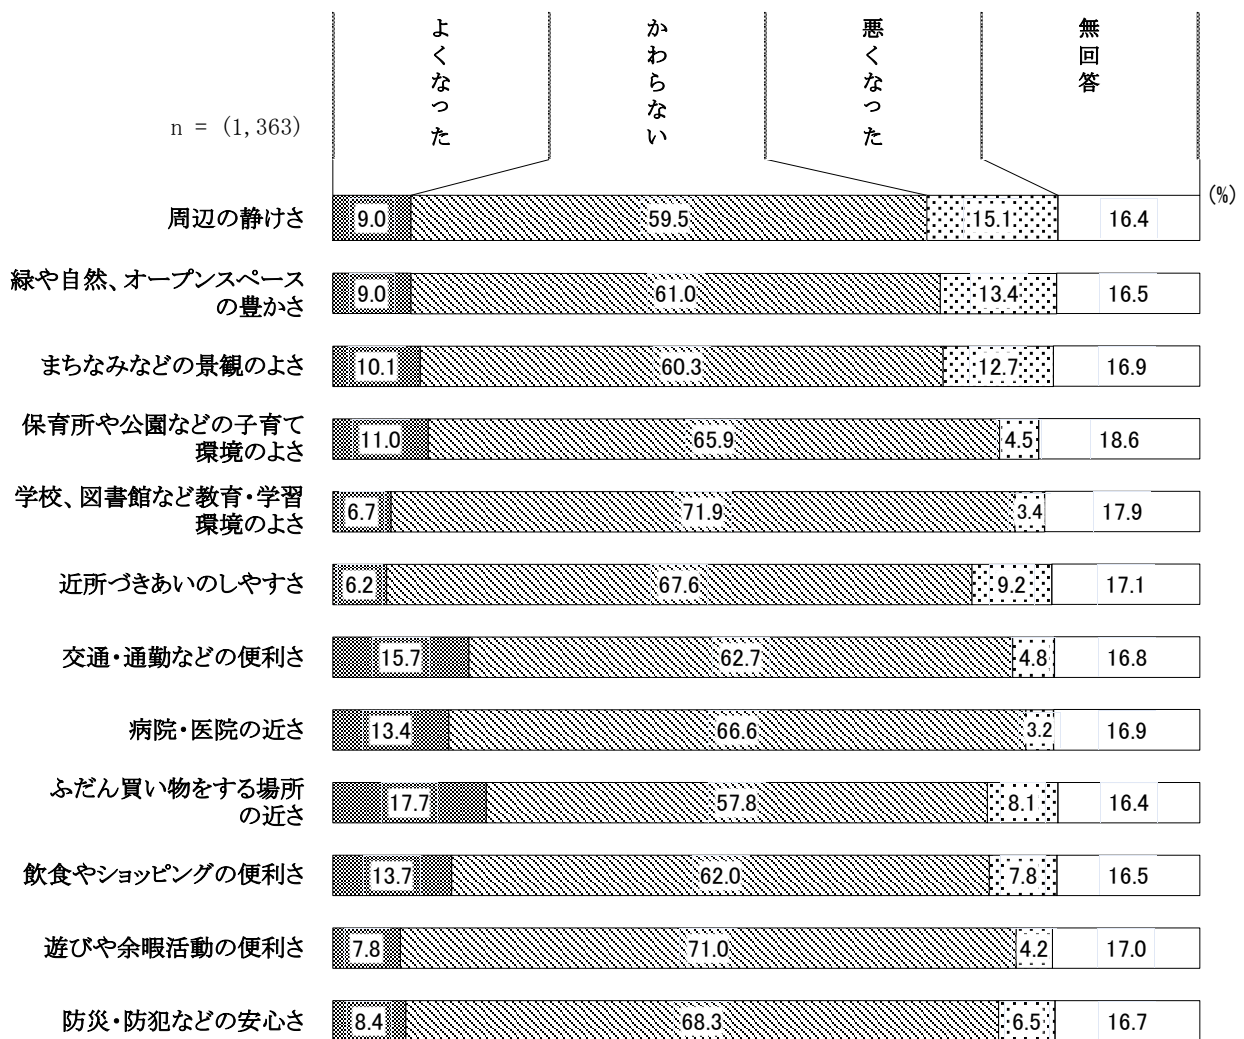 よくなった
かわらない
悪くなった
無回答
n = (1,363)
(%)
周辺の静けさ
9.0
59.5
15.1
16.4
緑や自然、オープンスペース
の豊かさ
9.0
61.0
13.4
16.5
まちなみなどの景観のよさ
10.1
60.3
12.7
16.9
保育所や公園などの子育て
環境のよさ
11.0
65.9
4.5
18.6
学校、図書館など教育・学習
環境のよさ
6.7
71.9
3.4
17.9
近所づきあいのしやすさ
6.2
67.6
9.2
17.1
交通・通勤などの便利さ
15.7
62.7
4.8
16.8
病院・医院の近さ
13.4
66.6
3.2
16.9
ふだん買い物をする場所
の近さ
17.7
57.8
8.1
16.4
飲食やショッピングの便利さ
13.7
62.0
7.8
16.5
遊びや余暇活動の便利さ
7.8
71.0
4.2
17.0
防災・防犯などの安心さ
8.4
68.3
6.5
16.7